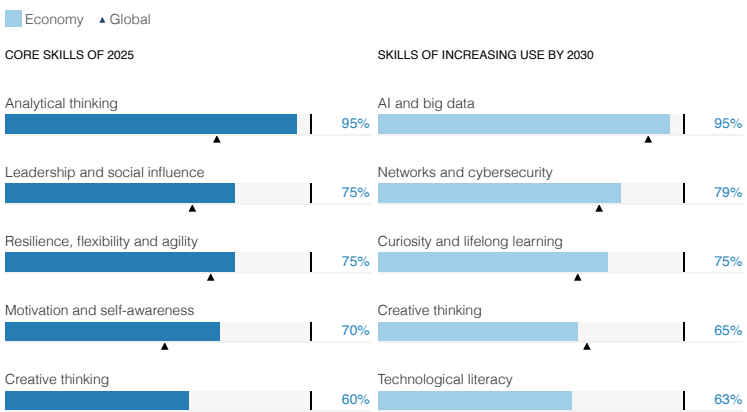 Economy Global
CORE SKILLS OF 2025
Analytical thinking
95%
Leadership and social influence
75%
Resilience, flexibility and agility
75%
Motivation and self-awareness
70%
Creative thinking
60%
SKILLS OF INCREASING USE BY 2030
AI and big data
95%
Networks and cybersecurity
79%
Curiosity and lifelong learning
75%
Creative thinking
65%
Technological literacy
63%